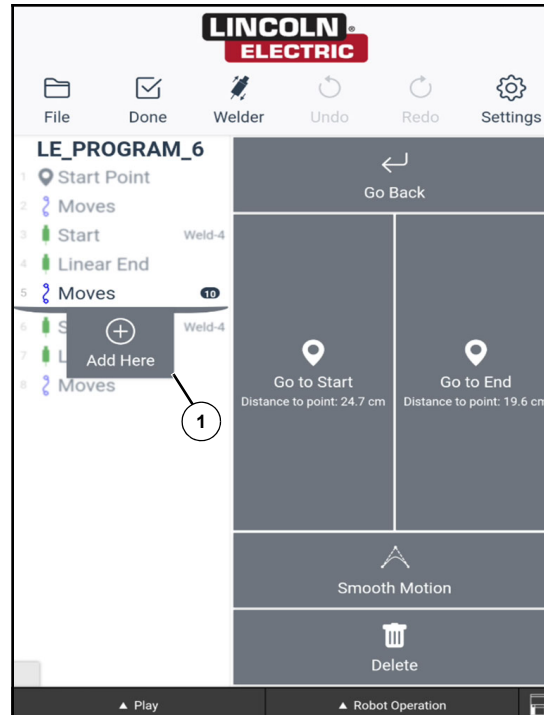 LINCOLN
ELECTRIC
File
Done
Welder
Undo
Redo
Settings
LE_PROGRAM_6
1 Start Point
2 Moves
3 Start Weld-4
4 Linear End
5 Moves 10
6 S Weld-4
7 L
8 Moves
Add Here
1
Go Back
Go to Start
Distance to point: 24.7 cm
Go to End
Distance to point: 19.6 cm
Smooth Motion
Delete
▲ Play
▲ Robot Operation